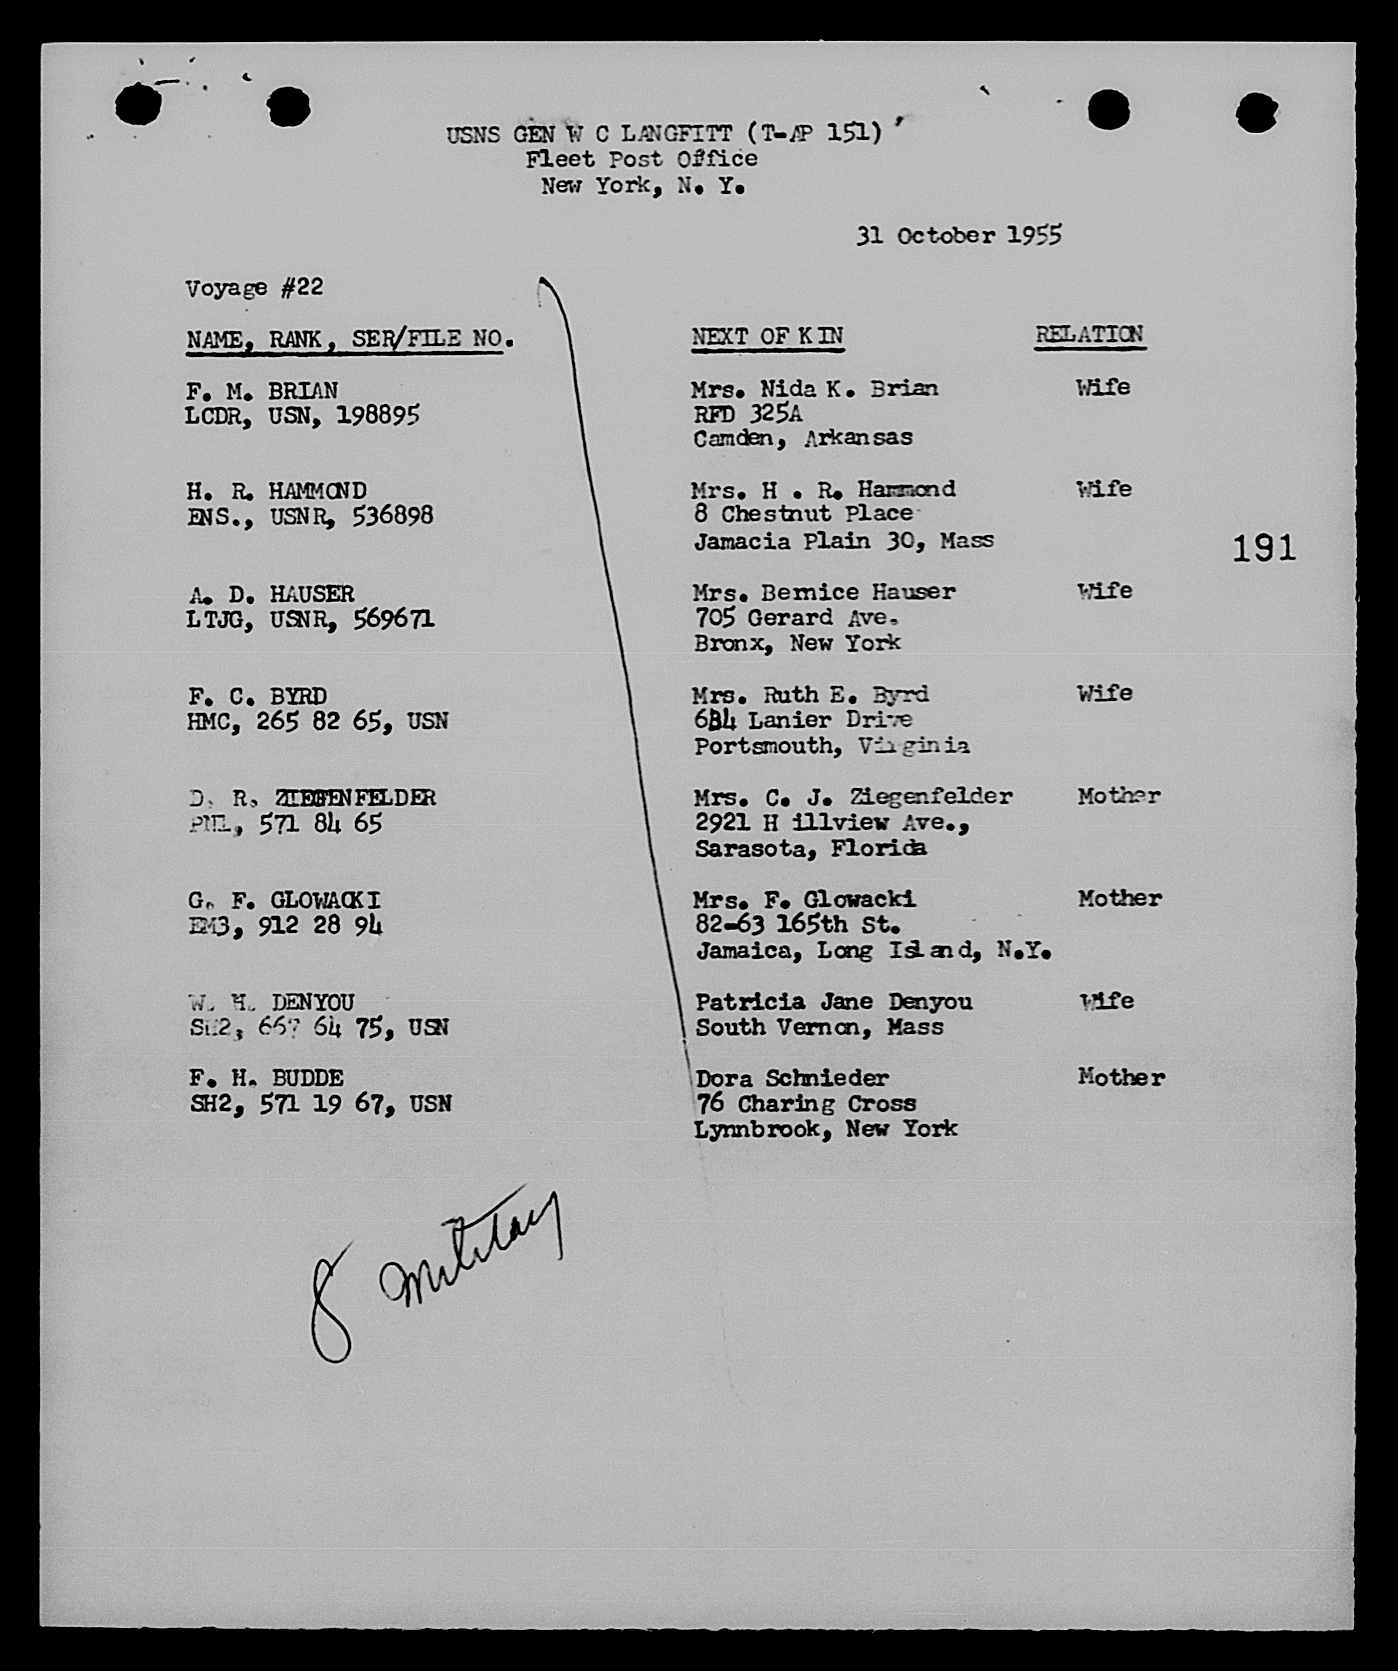 USNS GEN W C LANGFITT (T-AP 151)
Fleet Post Office
New York, N. Y.
31 October 1955
Voyage #22
NAME, RANK, SER/FILE NO. NEXT OF KIN RELATION
F. M. BRIAN Mrs. Nida K. Brian Wife
LCDR, USN, 198895 RFD 325A
Camden, Arkansas
H. R. HAMMOND Mrs. H . R. Hammond Wife
ENS., USNR, 536898 8 Chestnut Place
Jamacia Plain 30, Mass
191
A. D. HAUSER Mrs. Bernice Hauser Wife
LTJG, USNR, 569671 705 Gerard Ave.
Bronx, New York
F. C. BYRD Mrs. Ruth E. Byrd Wife
HMC, 265 82 65, USN Lanier Drive
Portsmouth, Virginia
D. R. ZIEGENFELDER Mrs. C. J. Ziegenfelder Mother
571 84 65 2921 H illview Ave.,
Sarasota, Florida
G. F. GLOWACKI Mrs. F. Glowacki Mother
EM3, 912 28 94 82-63 165th St.
Jamaica, Long Island, N.Y.
W. H. DENYOU Patricia Jane Denyou Wife
64 75, USN South Vernon, Mass
F. H. BUDDE Dora Schnieder Mother
SH2, 571 19 67, USN 76 Charing Cross
Lynnbrook, New York
8 Military